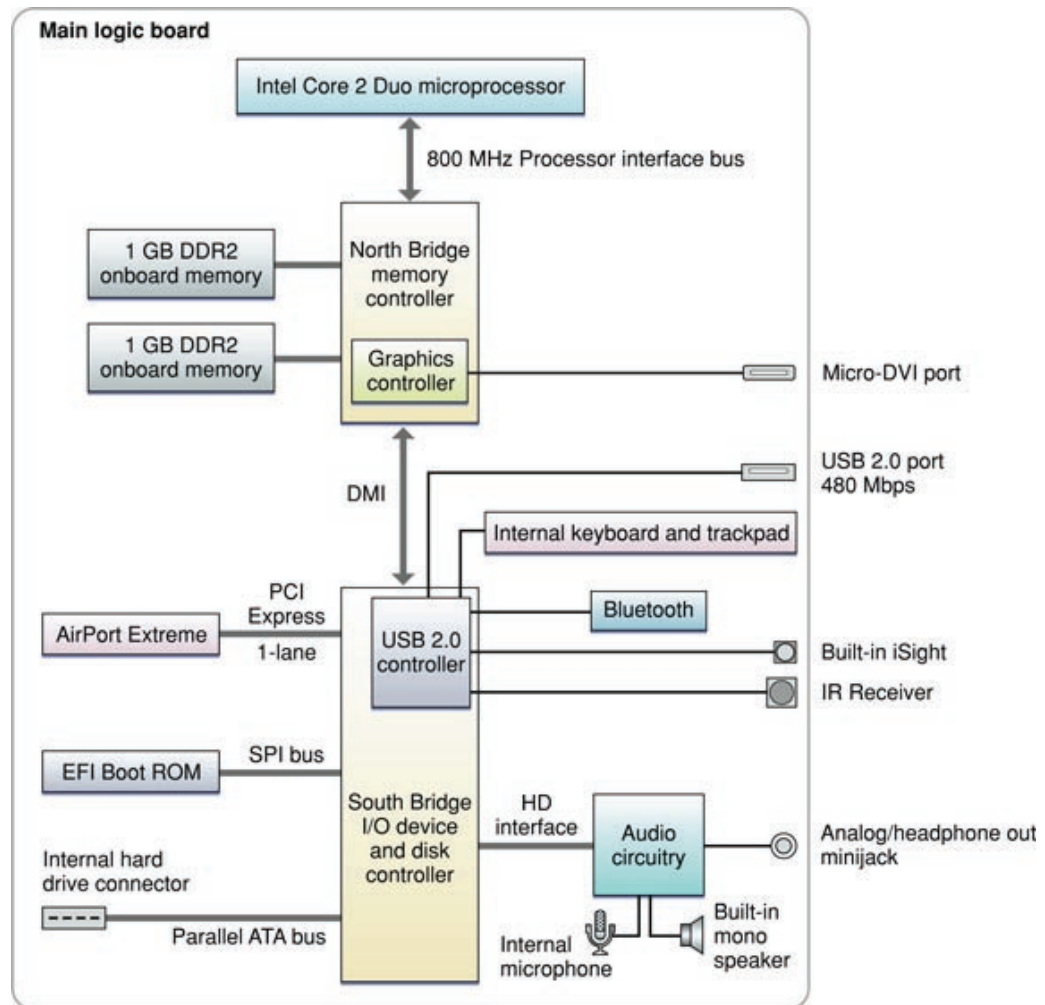 Main logic board
Intel Core 2 Duo microprocessor
800 MHz Processor interface bus
1 GB DDR2
onboard memory
North Bridge
memory
controller
1 GB DDR2
onboard memory
Graphics
controller
Micro-DVI port
DMI
USB 2.0 port
480 Mbps
Internal keyboard and trackpad
PCI
Express
1-lane
AirPort Extreme
USB 2.0
controller
Bluetooth
Built-in iSight
IR Receiver
SPI bus
EFI Boot ROM
South Bridge
I/O device
and disk
controller
HD
interface
Audio
circuitry
Analog/headphone out
minijack
Internal hard
drive connector
Parallel ATA bus
Internal
microphone
Built-in
mono
speaker